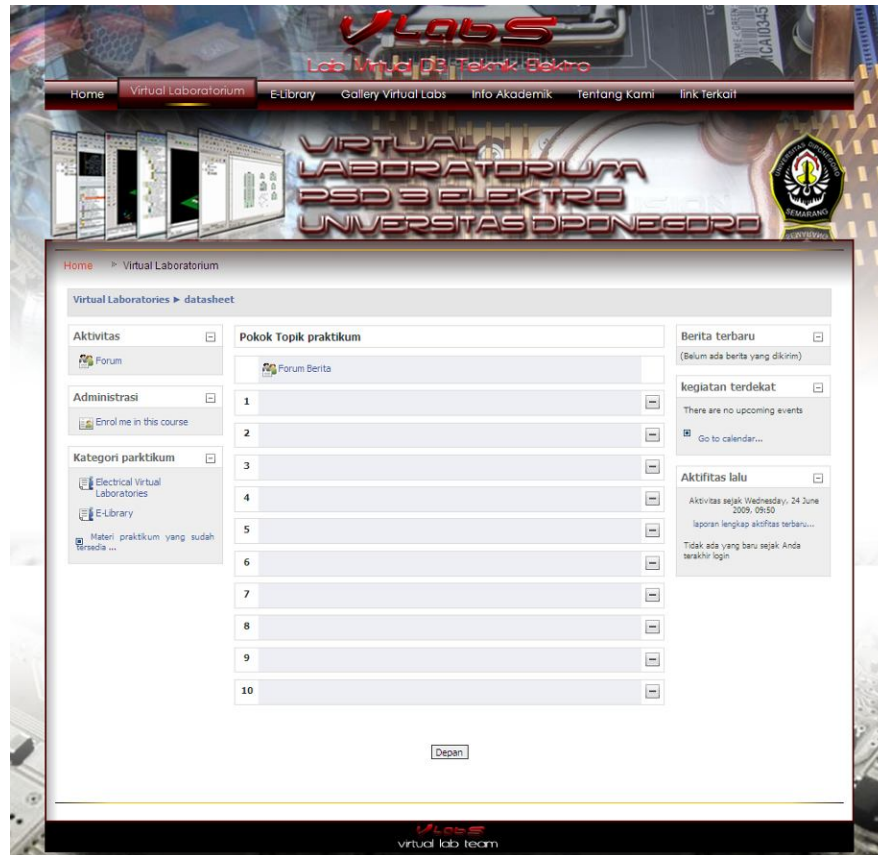 VLabS
Lab Virtual D3 Teknik Elektro
Home Virtual Laboratorium E-Library Gallery Virtual Labs Info Akademik Tentang Kami link Terkait
VIRTUAL
LABORATORIUM
PSD 3 ELEKTRO
UNIVERSITAS DIPONEGORO
SEMARANG
Home Virtual Laboratorium
Virtual Laboratories ► datasheet
Aktivitas
Forum
Administrasi
Enrol me in this course
Kategori parktikum
Electrical Virtual
Laboratories
E-Library
Materi praktikum yang sudah
tersedia ...
Pokok Topik praktikum
Forum Berita
1
2
3
4
5
6
7
8
9
10
Depan
Berita terbaru
(Belum ada berita yang dikirim)
kegiatan terdekat
There are no upcoming events
Go to calendar...
Aktifitas lalu
Aktivitas sejak Wednesday, 24 June
2009, 09:50
laporan lengkap aktifitas terbaru...
Tidak ada yang baru sejak Anda
terakhir login
VLabS
virtual lab team